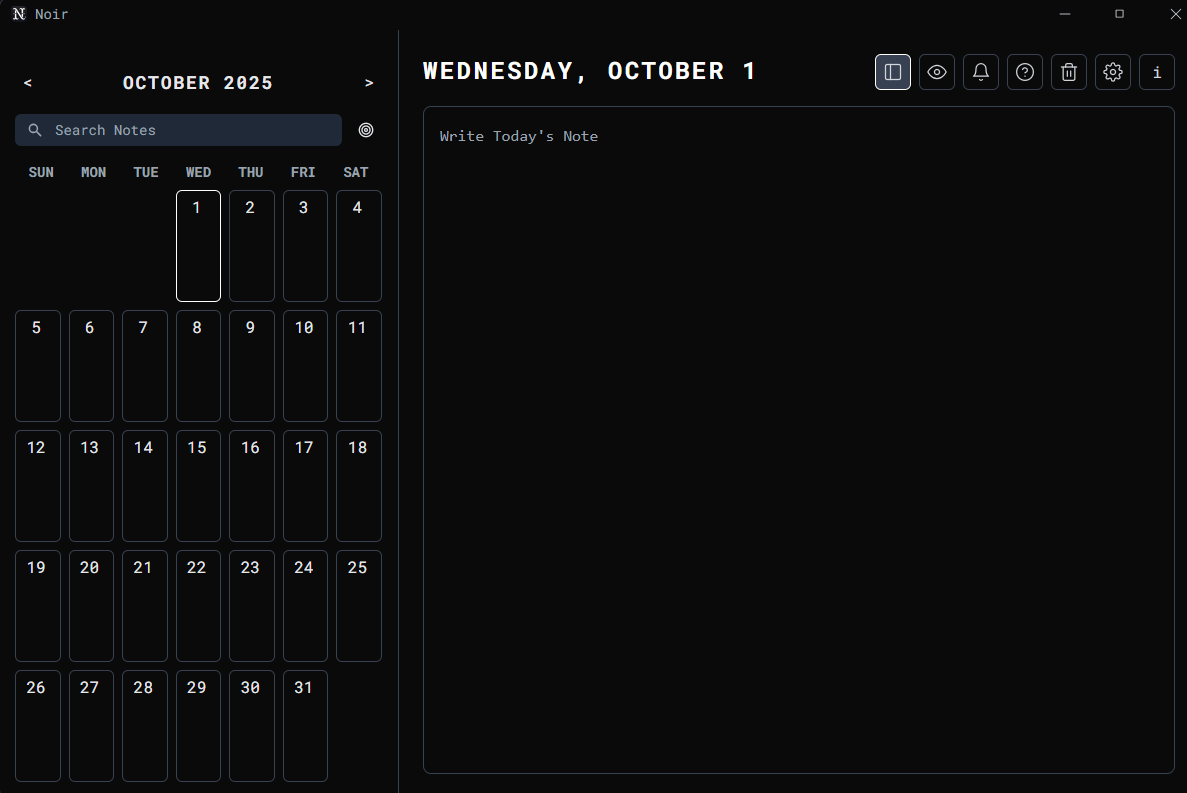 N Noir
< OCTOBER 2025 >
Search Notes
SUN MON TUE WED THU FRI SAT
1 2 3 4
5 6 7 8 9 10 11
12 13 14 15 16 17 18
19 20 21 22 23 24 25
26 27 28 29 30 31
WEDNESDAY, OCTOBER 1
? i
Write Today's Note